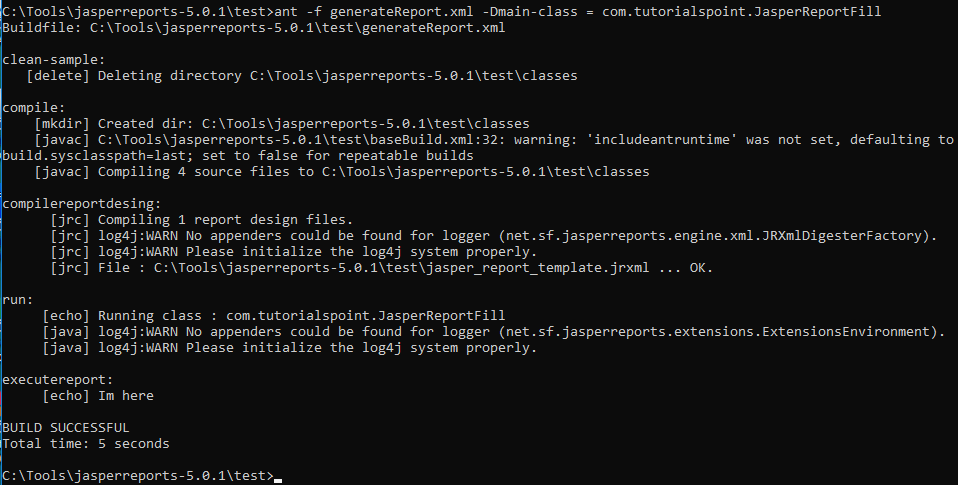 C:\Tools\jasperreports-5.0.1\test>ant -f generateReport.xml -Dmain-class = com.tutorialspoint.JasperReportFill
Buildfile: C:\Tools\jasperreports-5.0.1\test\generateReport.xml
clean-sample:
[delete] Deleting directory C:\Tools\jasperreports-5.0.1\test\classes
compile:
[mkdir] Created dir: C:\Tools\jasperreports-5.0.1\test\classes
[javac] C:\Tools\jasperreports-5.0.1\test\baseBuild.xml:32: warning: 'includeantruntime' was not set, defaulting to
build.sysclasspath=last; set to false for repeatable builds
[javac] Compiling 4 source files to C:\Tools\jasperreports-5.0.1\test\classes
compilereportdesing:
[jrc] Compiling 1 report design files.
[jrc] log4j:WARN No appenders could be found for logger (net.sf.jasperreports.engine.xml.JRXmlDigesterFactory).
[jrc] log4j:WARN Please initialize the log4j system properly.
[jrc] File : C:\Tools\jasperreports-5.0.1\test\jasper_report_template.jrxml ... OK.
run:
[echo] Running class : com.tutorialspoint.JasperReportFill
[java] log4j:WARN No appenders could be found for logger (net.sf.jasperreports.extensions.ExtensionsEnvironment).
[java] log4j:WARN Please initialize the log4j system properly.
executereport:
[echo] Im here
BUILD SUCCESSFUL
Total time: 5 seconds
C:\Tools\jasperreports-5.0.1\test>